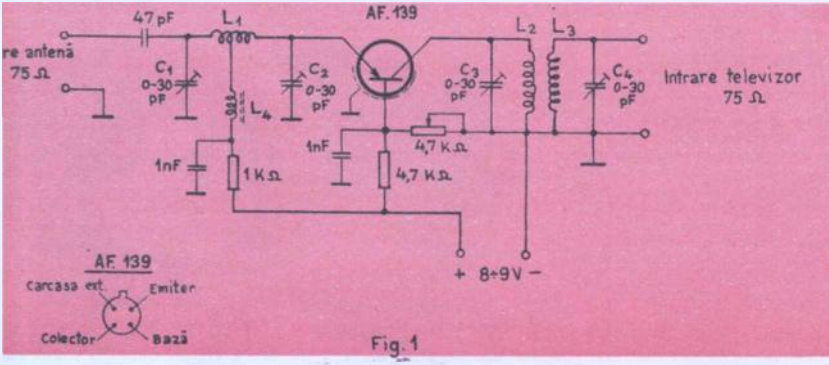 AF. 139
47 pF
L1
L2
L3
re antenă
75 Ω
C1
0-30
pF
C2
0-30
pF
C3
0-30
pF
C4
0-30
pF
Intrare televizor
75 Ω
L4
1nF
1KΩ
1nF
4,7 KΩ
4,7 KΩ
+ 8÷9V −
AF. 139
Carcasa ext.
Emiter
Colector
Bază
Fig. 1